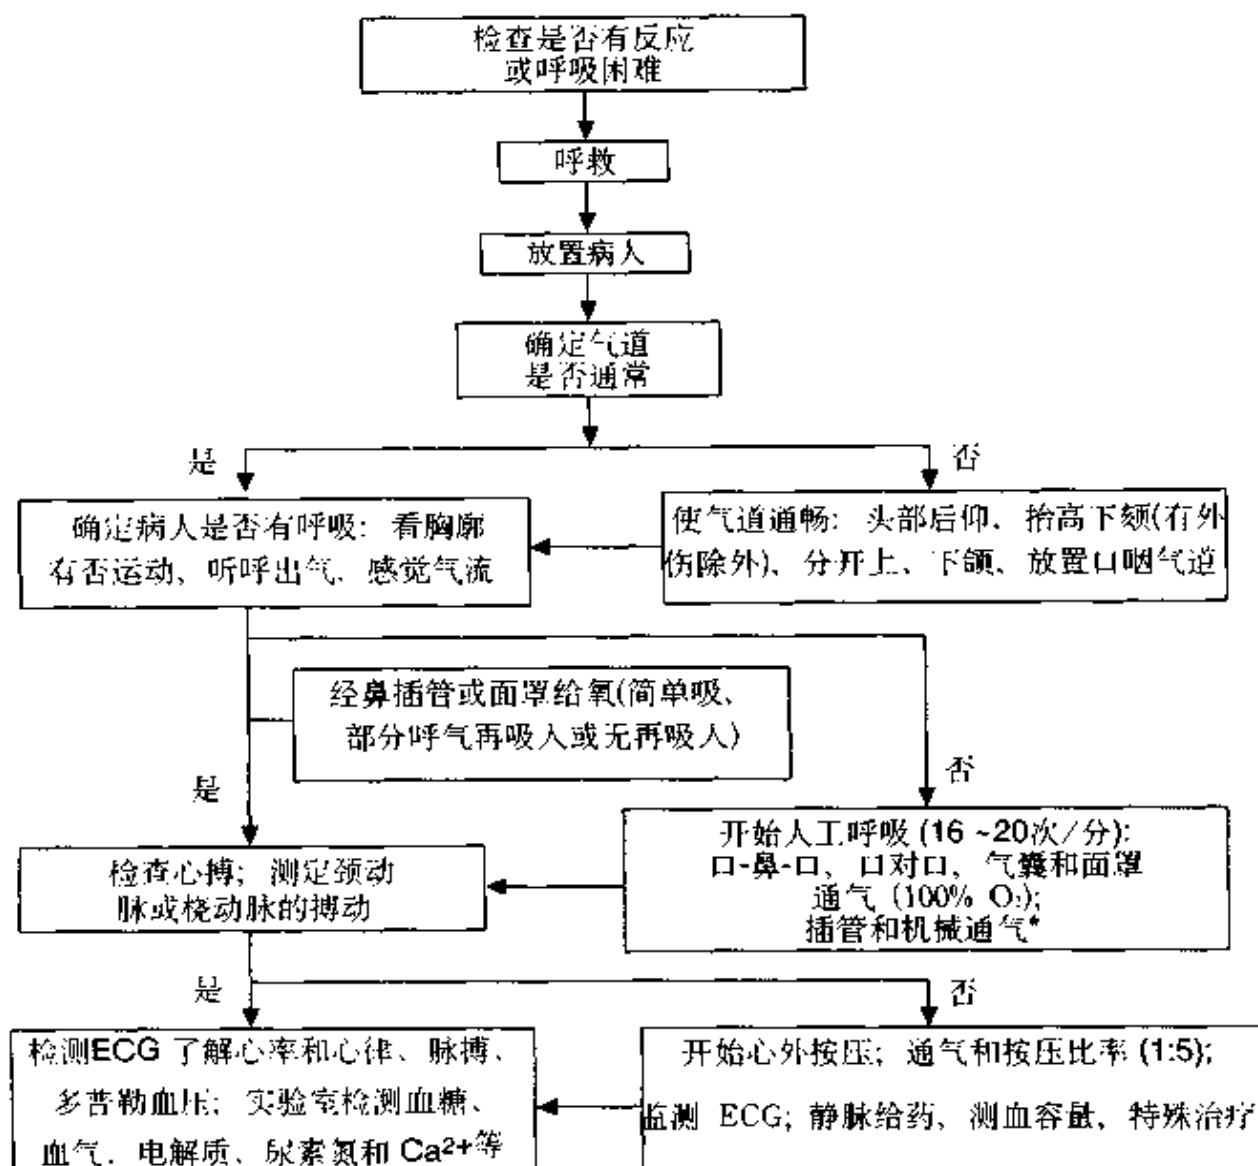 检查是否有反应
或呼吸困难
呼救
放置病人
确定气道
是否通常
是
否
确定病人是否有呼吸：看胸廓
有否运动、听呼出气、感觉气流
使气道通畅：头部后仰、抬高下颏(有外
伤除外)、分开上、下颌、放置口咽气道
经鼻插管或面罩给氧(简单吸、
部分呼气再吸入或无再吸人)
是
否
检查心搏；测定颈动
脉或桡动脉的搏动
开始人工呼吸 (16 ~20次/分)：
口-鼻-口、口对口，气囊和面罩
通气 (100% O₂)；
插管和机械通气*
是
否
检测ECG 了解心率和心律、脉搏、
多普勒血压；实验室检测血糖、
血气．电解质、尿素氮和 Ca²⁺等
开始心外按压；通气和按压比率 (1:5)；
监测 ECG；静脉给药、测血容量，特殊治疗